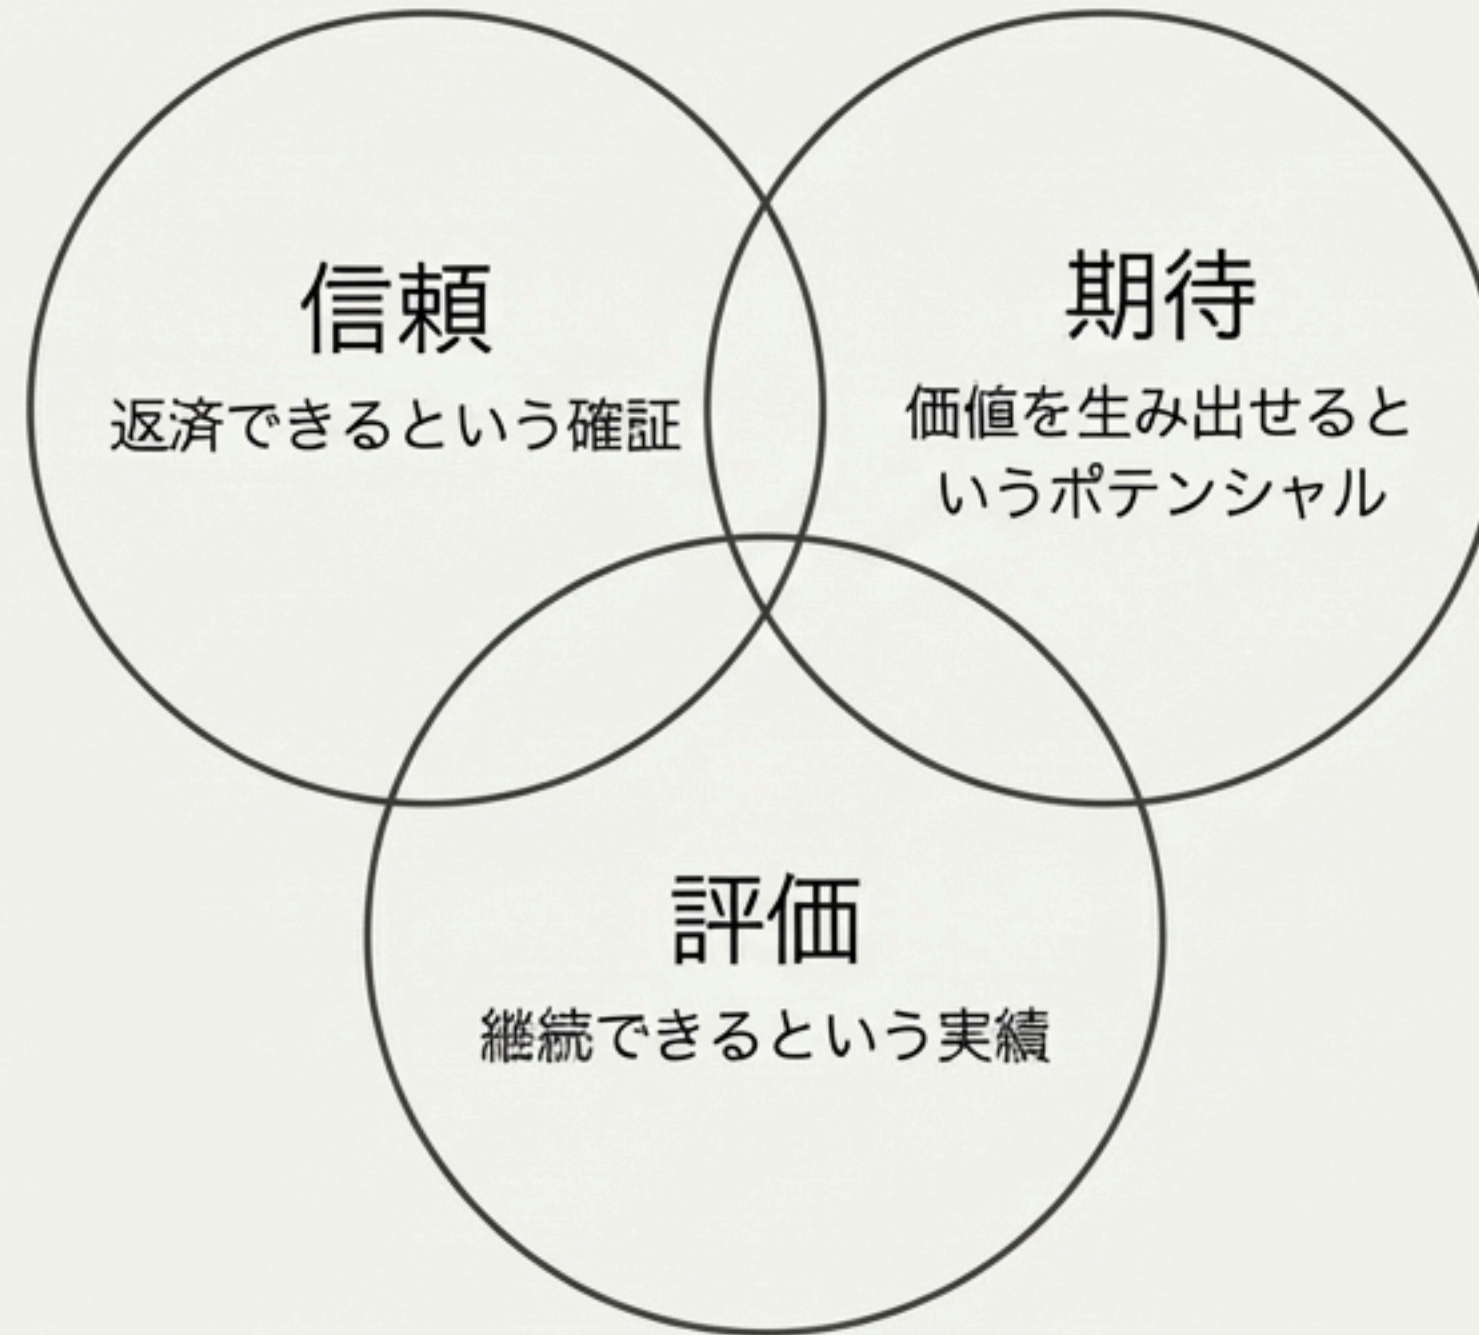 信頼
返済できるという確証
期待
価値を生み出せると
いうポテンシャル
評価
継続できるという実績